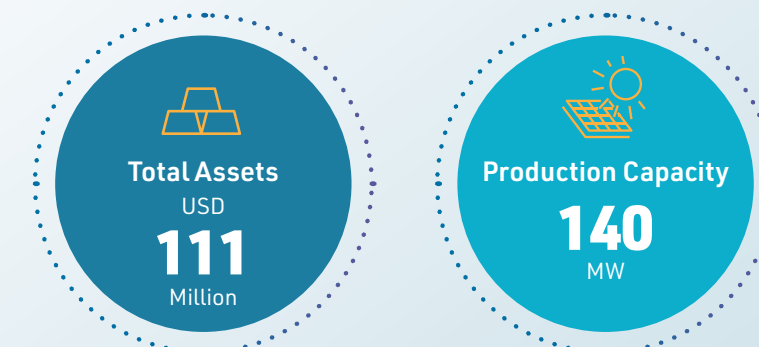 Total Assets
USD
111
Million
Production Capacity
140
MW